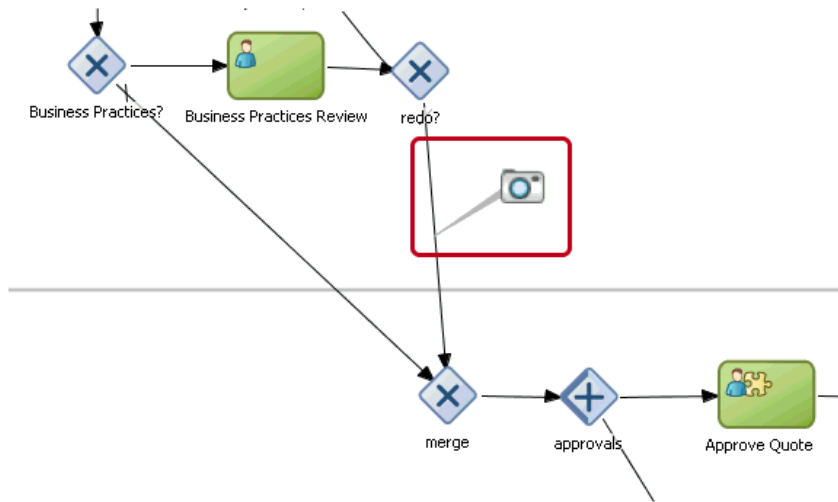 Business Practices?
Business Practices Review
redo?
merge
approvals
Approve Quote